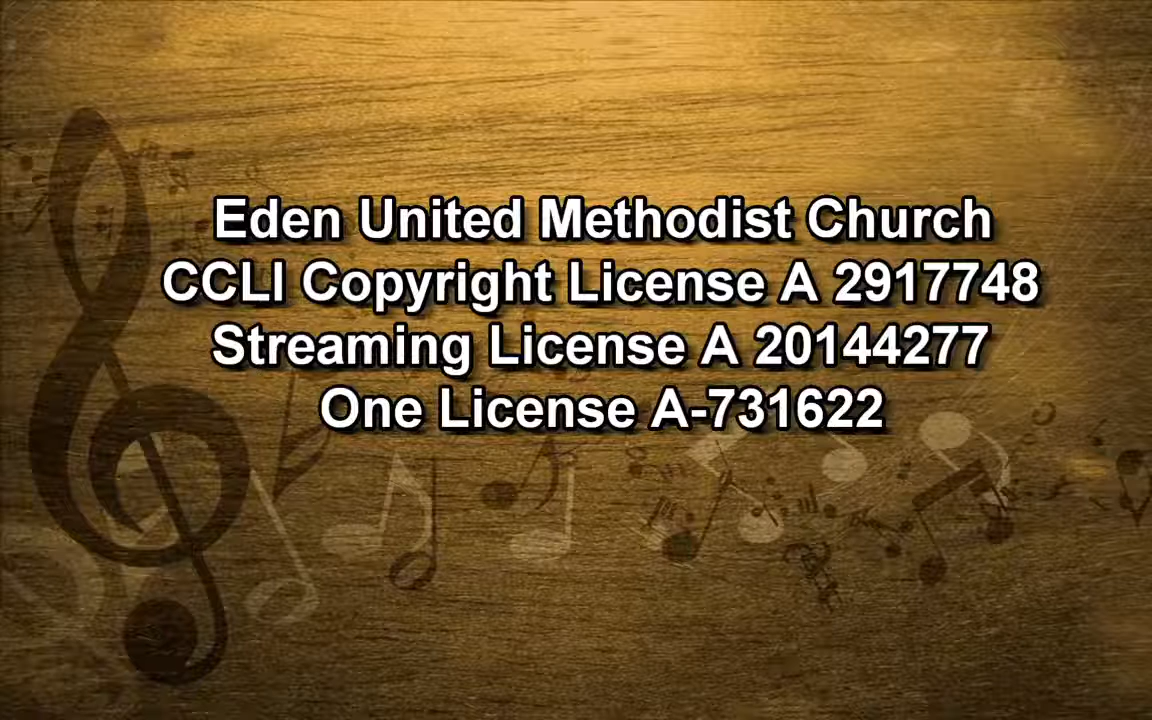 Eden United Methodist Church
CCLI Copyright License A 2917748
Streaming License A 20144277
One License A-731622